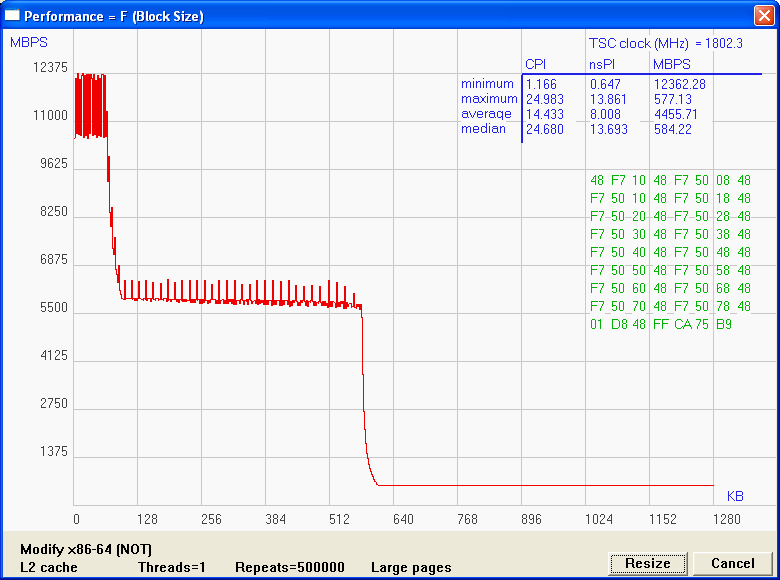 Performance = F (Block Size)
MBPS
TSC clock (MHz) = 1802.3
CPI nsPI MBPS
minimum 1.166 0.647 12362.28
maximum 24.983 13.861 577.13
average 14.433 8.008 4455.71
median 24.680 13.693 584.22
12375
11000
9625
8250
6875
5500
4125
2750
1375
48 F7 10 48 F7 50 08 48
F7 50 10 48 F7 50 18 48
F7 50 20 48 F7 50 28 48
F7 50 30 48 F7 50 38 48
F7 50 40 48 F7 50 48 48
F7 50 50 48 F7 50 58 48
F7 50 60 48 F7 50 68 48
F7 50 70 48 F7 50 78 48
01 D8 48 FF CA 75 B9
KB
0 128 256 384 512 640 768 896 1024 1152 1280
Modify x86-64 (NOT)
L2 cache Threads=1 Repeats=500000 Large pages
Resize Cancel